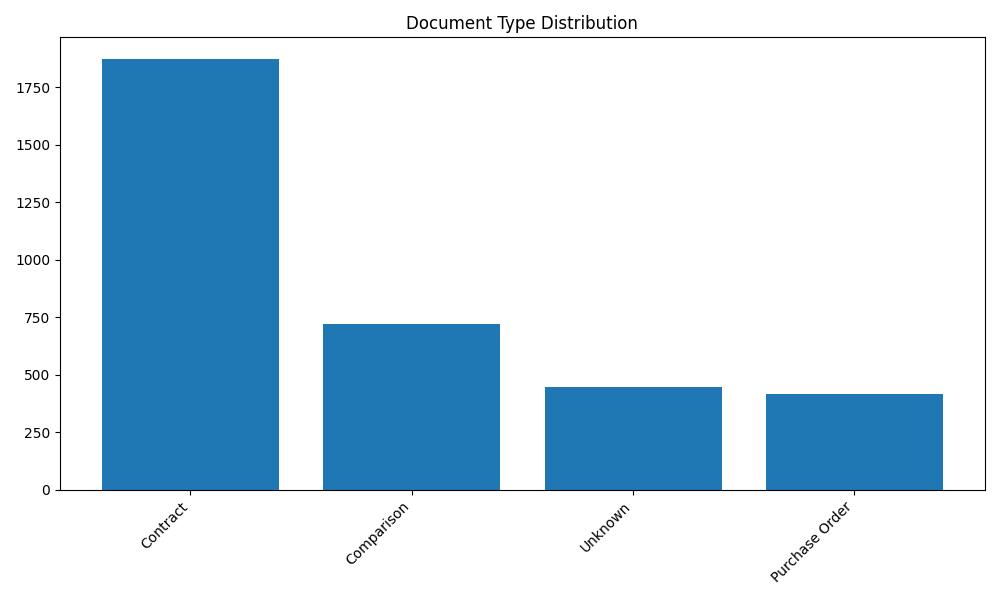 Document Type Distribution
1750
1500
1250
1000
750
500
250
0
Contract
Comparison
Unknown
Purchase Order